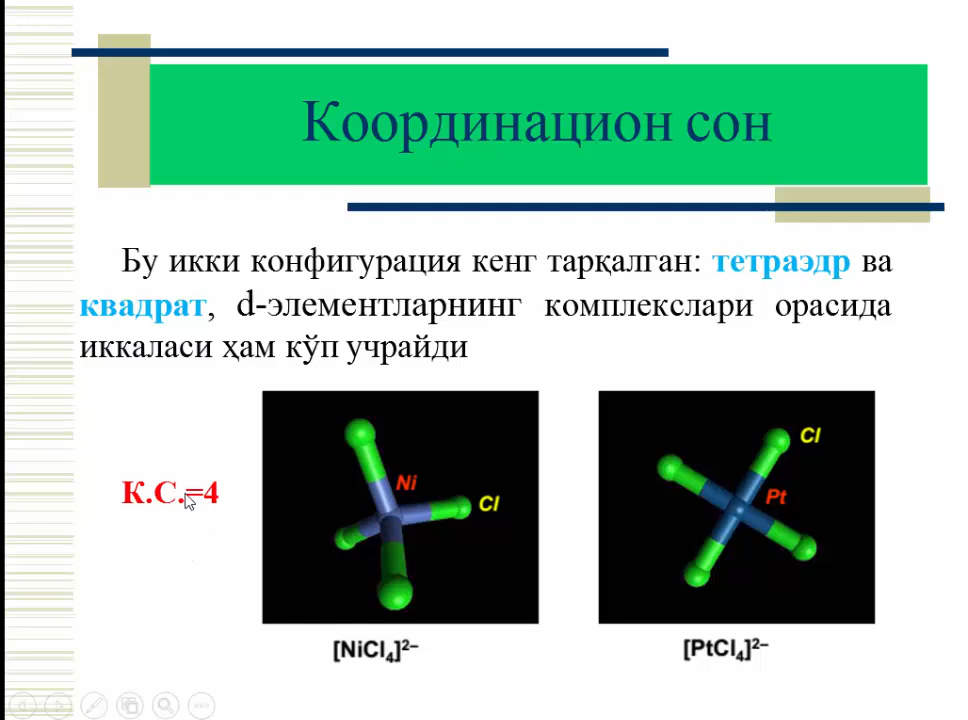 Координацион сон
Бу икки конфигурация кенг тарқалган: тетраэдр ва
квадрат, d-элементларнинг комплекслари орасида
иккаласи ҳам кўп учрайди
К.С.=4
Ni
Cl
Cl
Pt
[NiCl₄]²⁻
[PtCl₄]²⁻